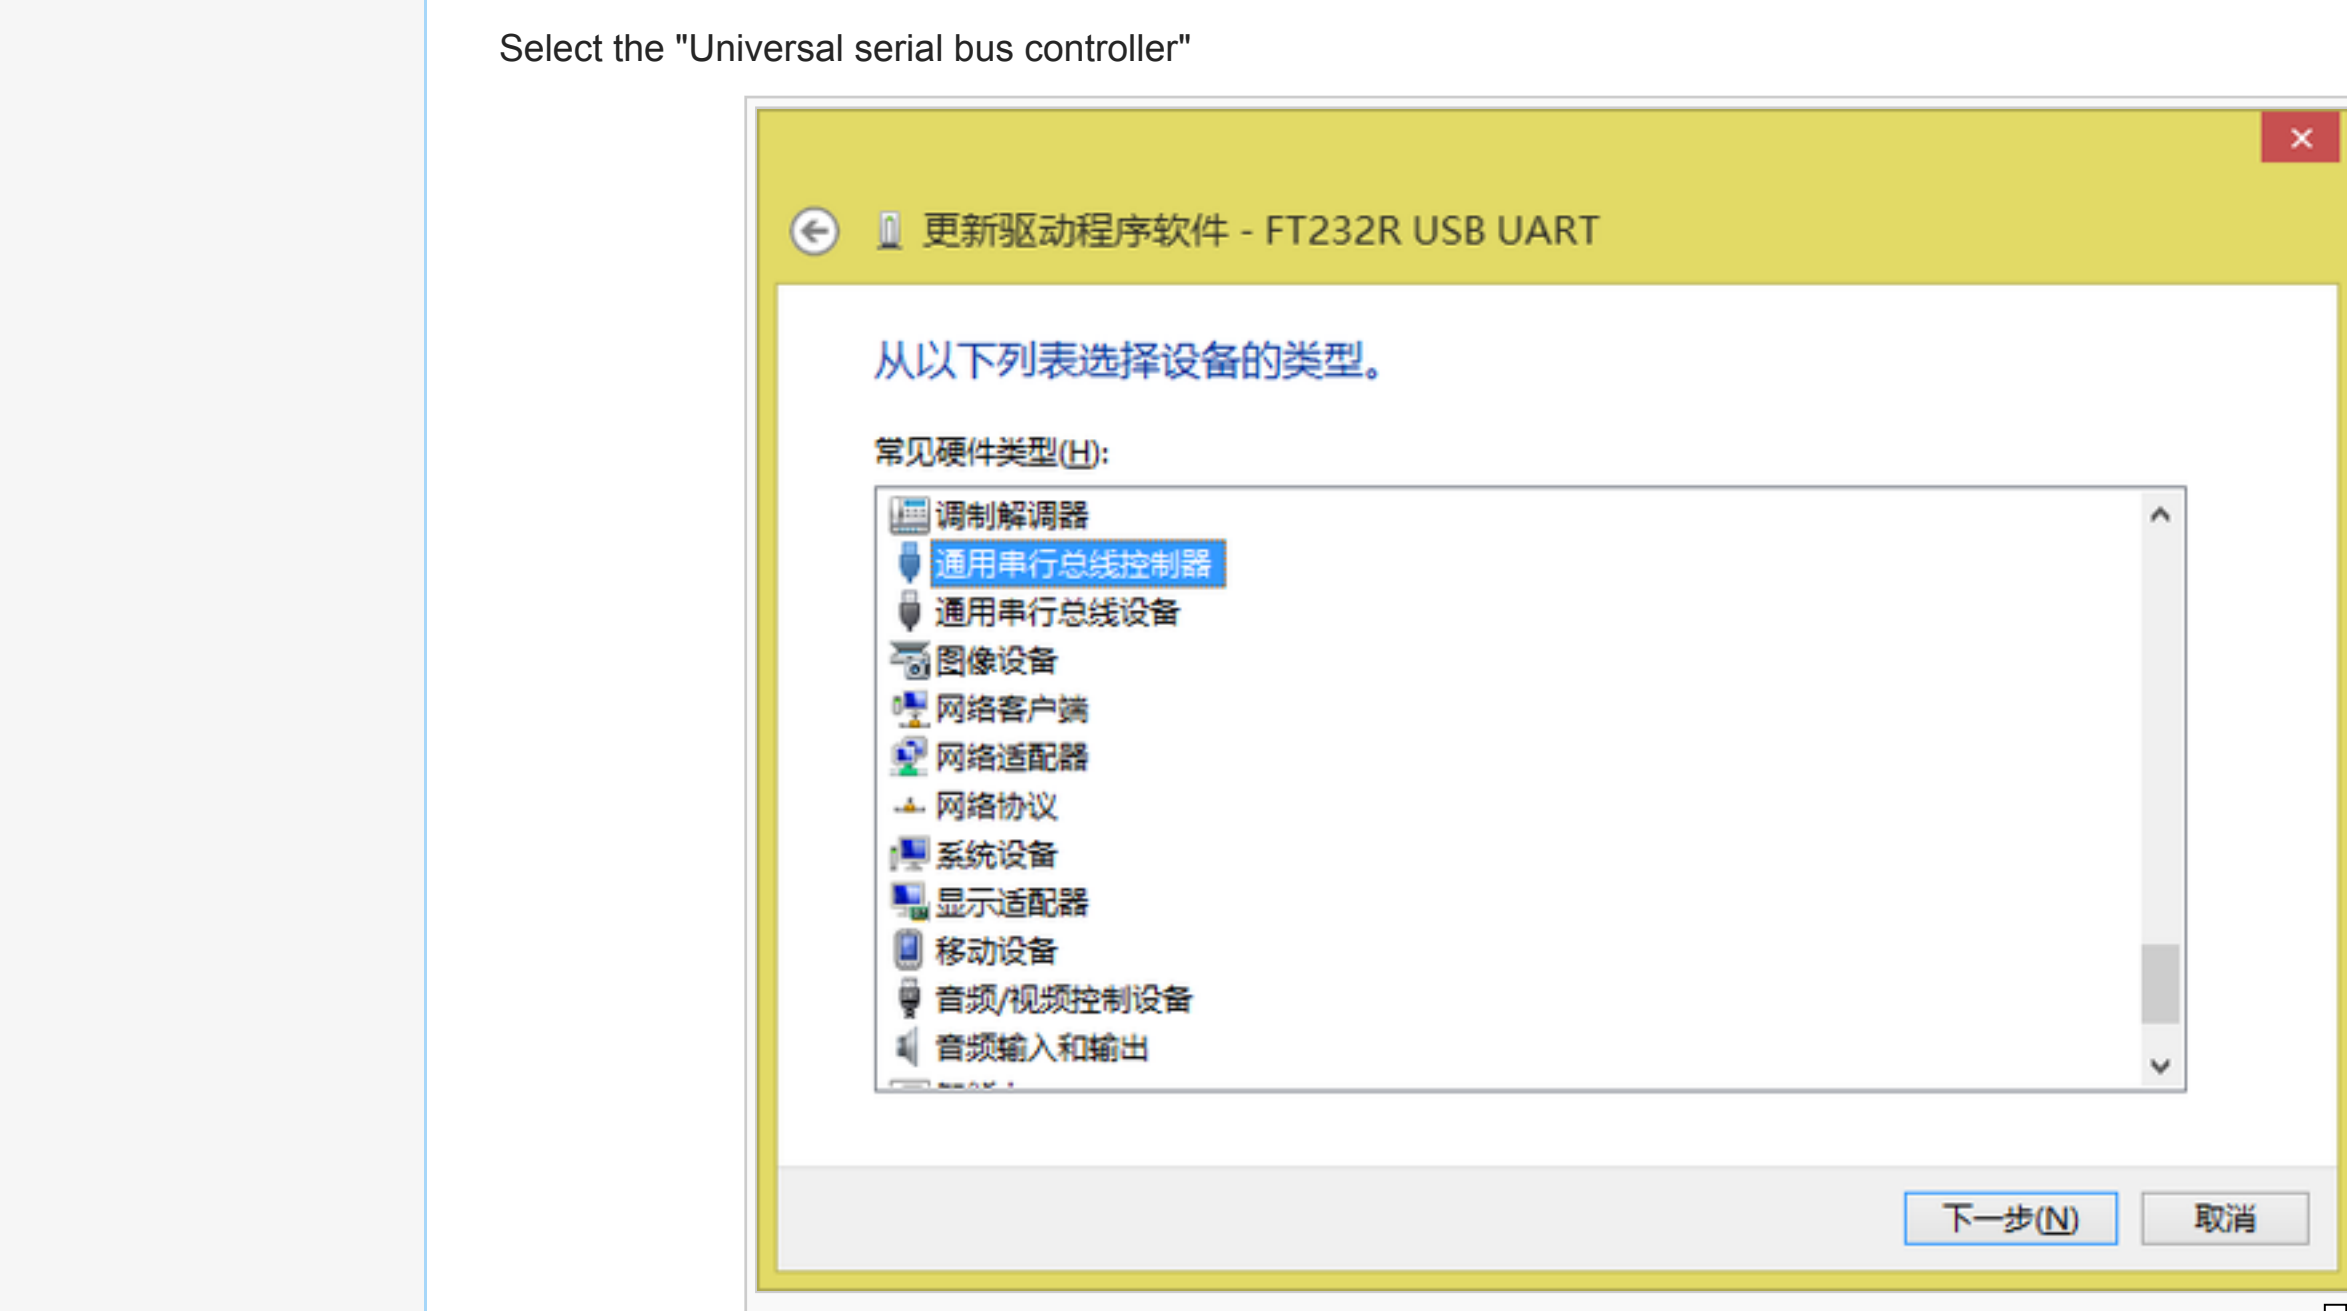 Select the "Universal serial bus controller"
更新驱动程序软件 - FT232R USB UART
从以下列表选择设备的类型。
常见硬件类型(H):
调制解调器
通用串行总线控制器
通用串行总线设备
图像设备
网络客户端
网络适配器
网络协议
系统设备
显示适配器
移动设备
音频/视频控制设备
音频输入和输出
下一步(N)
取消